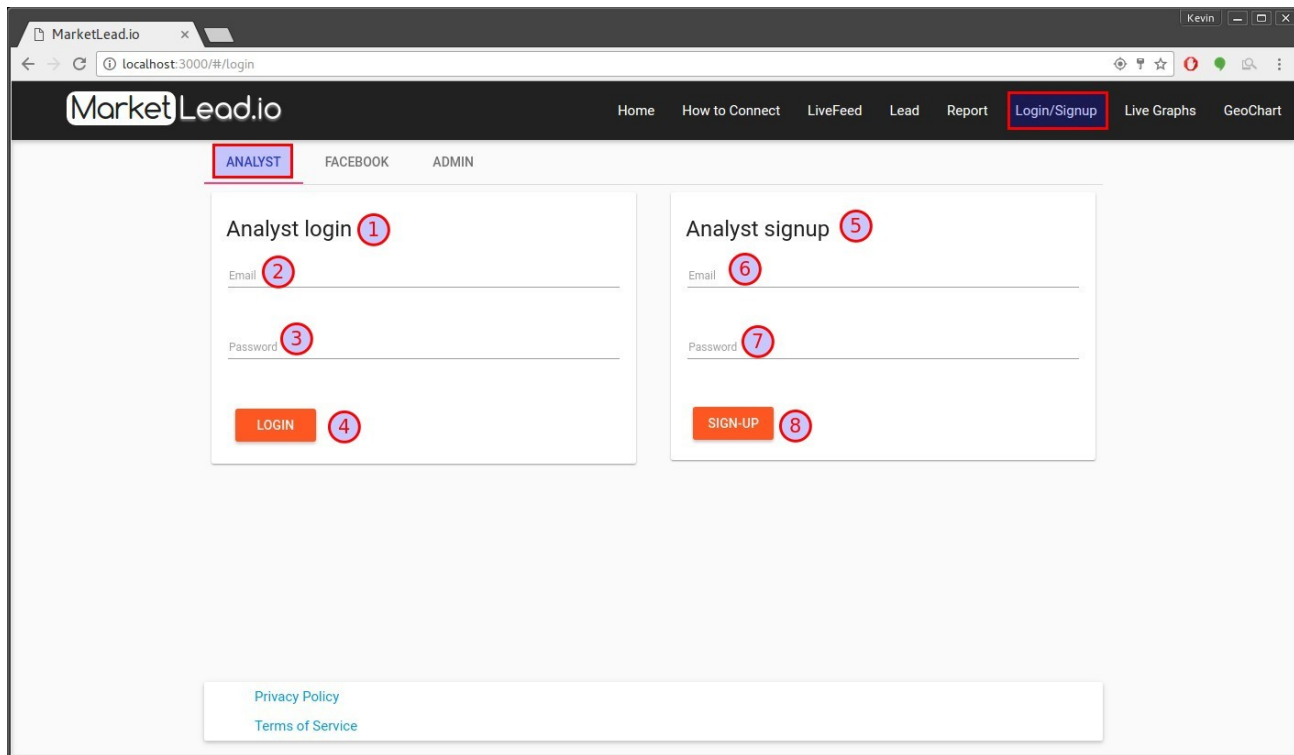 Kevin
MarketLead.io
localhost:3000/#/login
MarketLead.io Home How to Connect LiveFeed Lead Report Login/Signup Live Graphs GeoChart
ANALYST FACEBOOK ADMIN
Analyst login 1
Email 2
Password 3
LOGIN 4
Analyst signup 5
Email 6
Password 7
SIGN-UP 8
Privacy Policy
Terms of Service